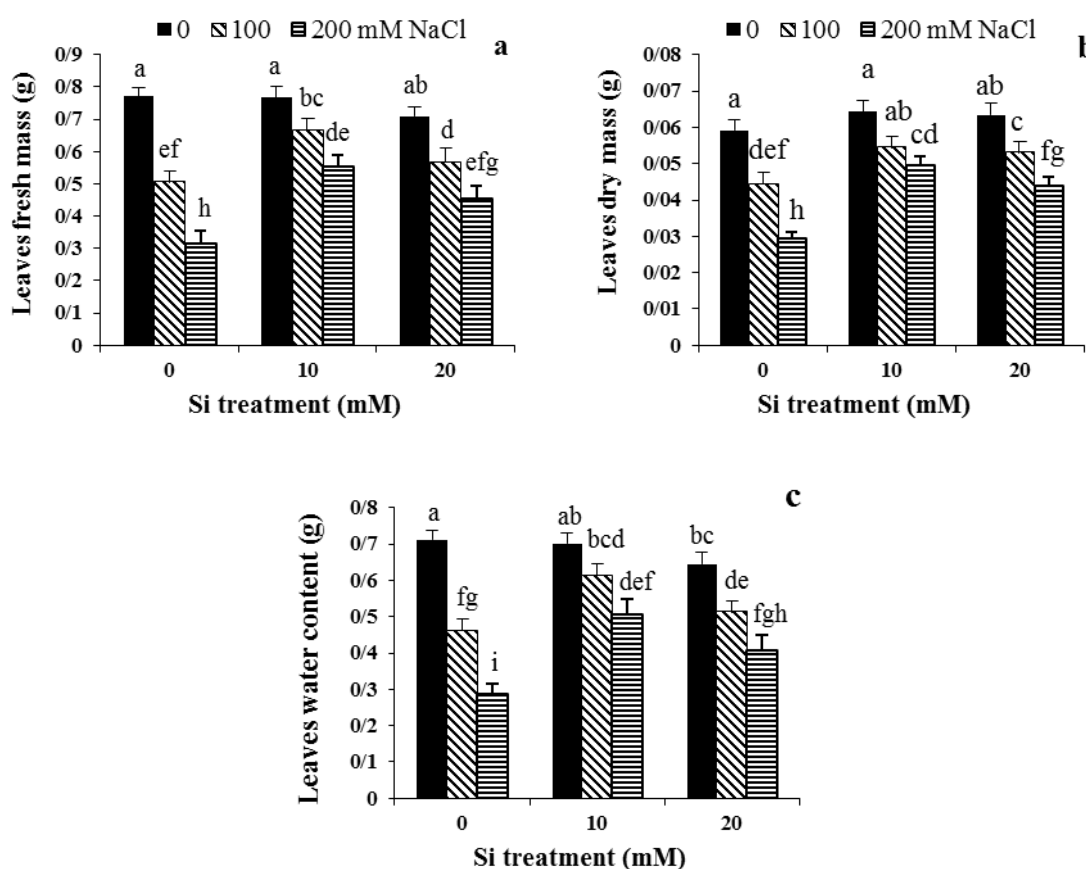 0 100 200 mM NaCl
a
Leaves fresh mass (g)
0/9
0/8
0/7
0/6
0/5
0/4
0/3
0/2
0/1
0
a
ef
h
a
bc
de
ab
d
efg
0 10 20
Si treatment (mM)
0 100 200 mM NaCl
b
Leaves dry mass (g)
0/08
0/07
0/06
0/05
0/04
0/03
0/02
0/01
0
a
def
h
a
ab
cd
ab
c
fg
0 10 20
Si treatment (mM)
c
Leaves water content (g)
0/8
0/7
0/6
0/5
0/4
0/3
0/2
0/1
0
a
fg
i
ab
bcd
def
bc
de
fgh
0 10 20
Si treatment (mM)